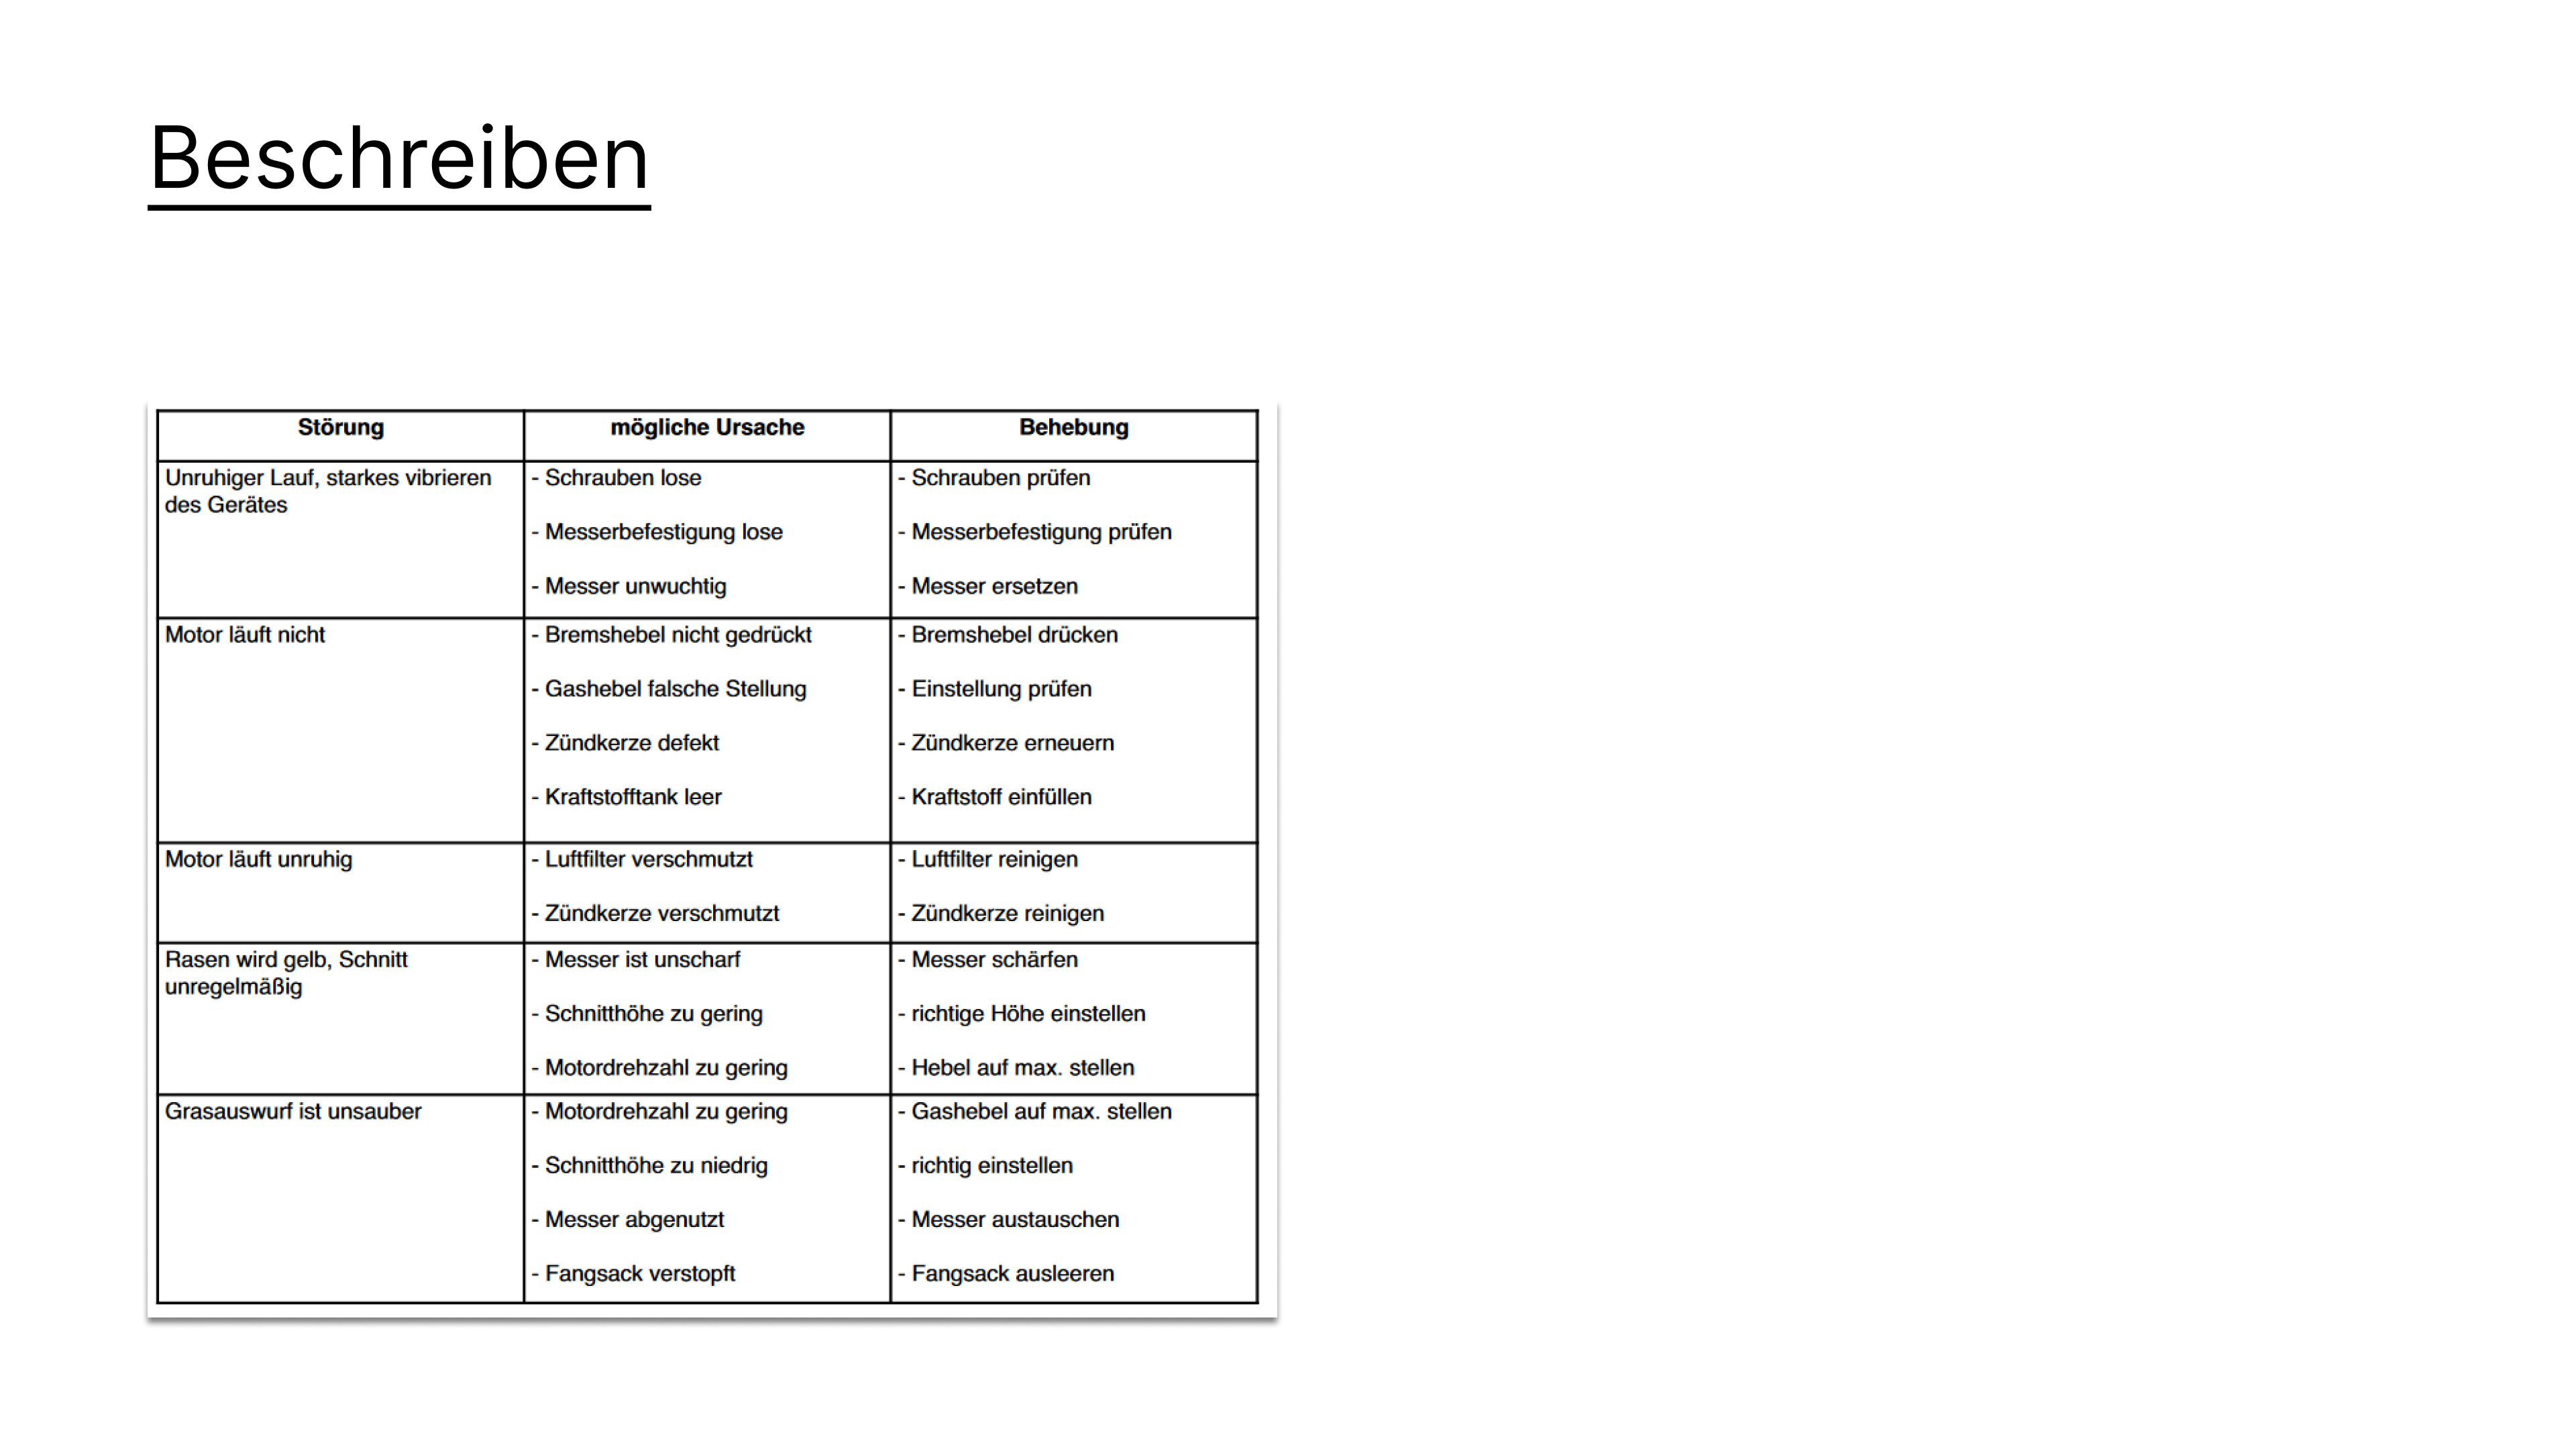 Beschreiben
Störung mögliche Ursache Behebung
Unruhiger Lauf, starkes vibrieren
des Gerätes
- Schrauben lose
- Messerbefestigung lose
- Messer unwuchtig
- Schrauben prüfen
- Messerbefestigung prüfen
- Messer ersetzen
Motor läuft nicht
- Bremshebel nicht gedrückt
- Gashebel falsche Stellung
- Zündkerze defekt
- Kraftstofftank leer
- Bremshebel drücken
- Einstellung prüfen
- Zündkerze erneuern
- Kraftstoff einfüllen
Motor läuft unruhig
- Luftfilter verschmutzt
- Zündkerze verschmutzt
- Luftfilter reinigen
- Zündkerze reinigen
Rasen wird gelb, Schnitt
unregelmäßig
- Messer ist unscharf
- Schnitthöhe zu gering
- Motordrehzahl zu gering
- Messer schärfen
- richtige Höhe einstellen
- Hebel auf max. stellen
Grasauswurf ist unsauber
- Motordrehzahl zu gering
- Schnitthöhe zu niedrig
- Messer abgenutzt
- Fangsack verstopft
- Gashebel auf max. stellen
- richtig einstellen
- Messer austauschen
- Fangsack ausleeren